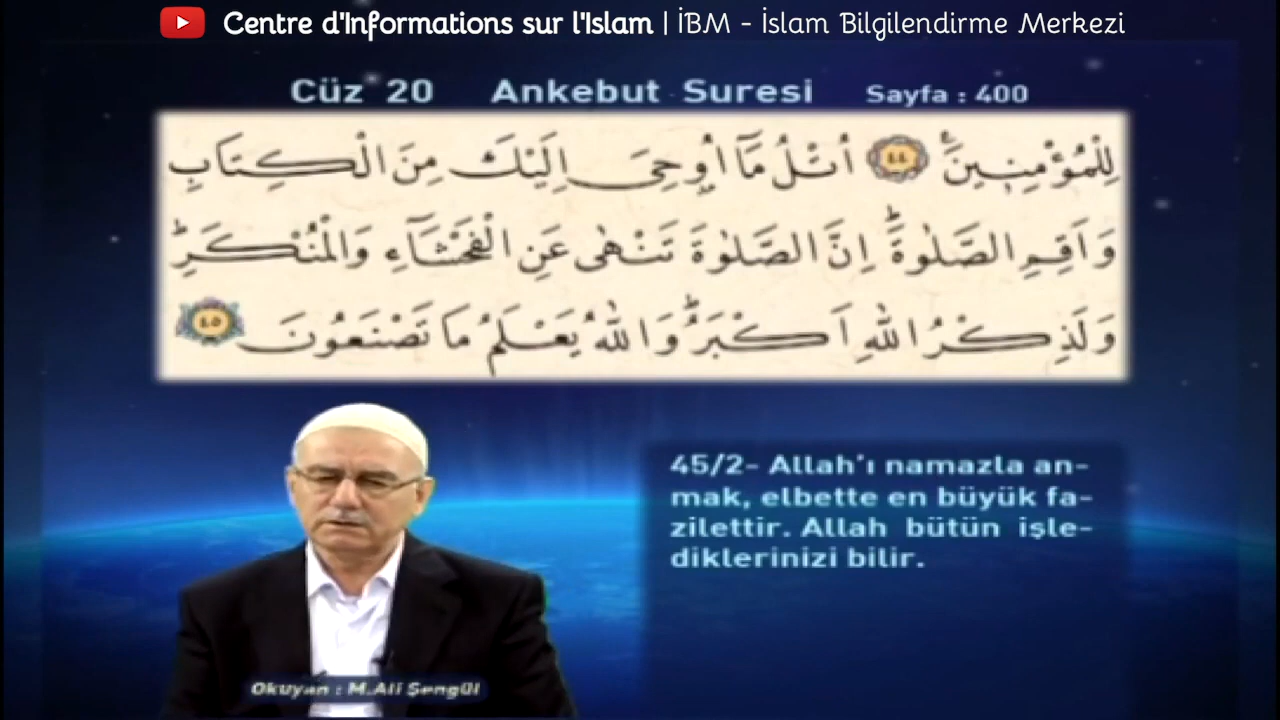 Centre d'Informations sur l'Islam | İBM - İslam Bilgilendirme Merkezi
Cüz 20 Ankebut Suresi Sayfa : 400
لِلْمُؤْمِنِينَ ﴿٤٤﴾ اُتْلُ مَٓا اُو۫حِيَ اِلَيْكَ مِنَ الْكِتَابِ
وَاَقِمِ الصَّلٰوةَۜ اِنَّ الصَّلٰوةَ تَنْهٰى عَنِ الْفَحْشَٓاءِ وَالْمُنْكَرِۜ
وَلَذِكْرُ اللّٰهِ اَكْبَرُۜ وَاللّٰهُ يَعْلَمُ مَا تَصْنَعُونَ ﴿٤٥﴾
45/2- Allah'ı namazla an-
mak, elbette en büyük fa-
zilettir. Allah bütün işle-
diklerinizi bilir.
Okuyan : M.Ali Şengül